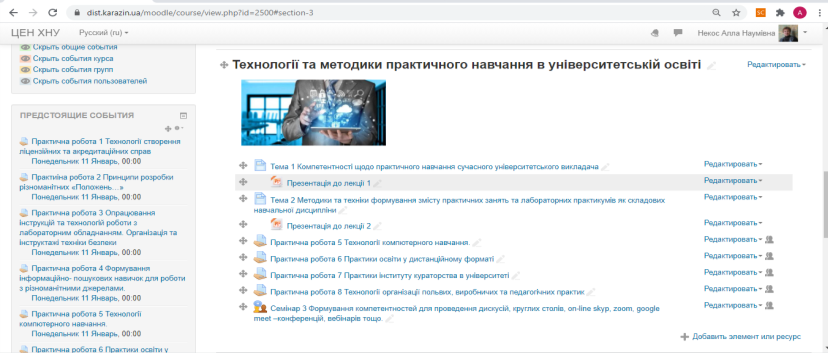 dist.karazin.ua/moodle/course/view.php?id=2500#section-3
SC
A
ЦЕН ХНУ
Русский (ru)
Некос Алла Наумівна
Скрыть общие события
Скрыть события курса
Скрыть события групп
Скрыть события пользователей
ПРЕДСТОЯЩИЕ СОБЫТИЯ
Практична робота 1 Технології створення
ліцензійних та акредитаційних справ
Понедельник 11 Январь, 00:00
Практична робота 2 Принципи розробки
різноманітних «Положень...»
Понедельник 11 Январь, 00:00
Практична робота 3 Опрацювання
інструкцій та технологій роботи з
лабораторним обладнанням. Організація та
інструктажі техніки безпеки
Понедельник 11 Январь, 00:00
Практична робота 4 Формування
інформаційно- пошукових навичок для роботи
з різноманітними джерелами.
Понедельник 11 Январь, 00:00
Практична робота 5 Технології
компютерного навчання.
Понедельник 11 Январь, 00:00
Практична робота 6 Практики освіти у
Технології та методики практичного навчання в університетській освіті
Редактировать
Тема 1 Компетентності щодо практичного навчання сучасного університетського викладача
Редактировать
Презентація до лекції 1
Редактировать
Тема 2 Методики та техніки формування змісту практичних занять та лабораторних практикумів як складових
навчальної дисципліни
Редактировать
Презентація до лекції 2
Редактировать
Практична робота 5 Технології компютерного навчання.
Редактировать
Практична робота 6 Практики освіти у дистанційному форматі
Редактировать
Практична робота 7 Практики інституту кураторства в університеті
Редактировать
Практична робота 8 Технології організації польвих, виробничих та педагогічних практик
Редактировать
Семінар 3 Формування компетентностей для проведення дискусій, круглих столів, on-line skyp, zoom, google
meet –конференцій, вебінарів тощо.
Редактировать
Добавить элемент или ресурс